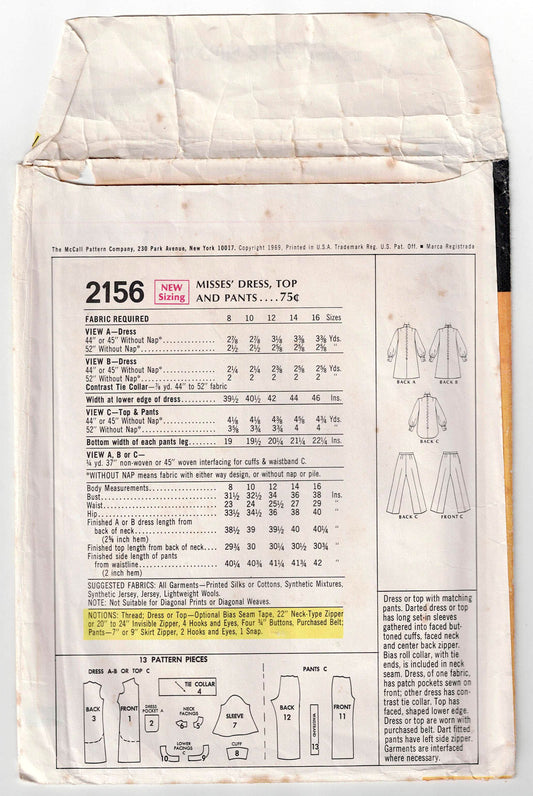 The McCall Pattern Company, 230 Park Avenue, New York 10017. Copyright 1969, Printed in U.S.A. Trademark Reg. U.S. Pat. Off. ■ Marca Registrada
2156 NEW Sizing MISSES' DRESS, TOP AND PANTS....75¢
FABRIC REQUIRED 8 10 12 14 16 Sizes
VIEW A—Dress
44" or 45" Without Nap* 2⅞ 2⅞ 3⅛ 3⅜ 3⅜ Yds.
52" Without Nap* 2½ 2½ 2⅝ 2⅝ 2⅝ "
VIEW B—Dress
44" or 45" Without Nap* 2¼ 2¼ 2⅜ 2⅝ 2⅝ Yds.
52" Without Nap* 2 2 2 2 2 "
Contrast Tie Collar—⅞ yd. 44" to 52" fabric
Width at lower edge of dress 39½ 40½ 42 44 46 Ins.
VIEW C—Top & Pants
44" or 45" Without Nap* 4⅛ 4⅛ 4⅜ 4⅝ 4¾ Yds.
52" Without Nap* 3⅝ 3¾ 3¾ 4 4 "
Bottom width of each pants leg 19 19½ 20¼ 21¼ 22¼ Ins.
VIEW A, B or C—
¼ yd. 37" non-woven or 45" woven interfacing for cuffs & waistband C.
*WITHOUT NAP means fabric with either way design, or without nap or pile.
Body Measurements 8 10 12 14 16
Bust 31½ 32½ 34 36 38 Ins.
Waist 23 24 25½ 27 29 "
Hip 33½ 34½ 36 38 40 "
Finished A or B dress length from
back of neck 38½ 39 39½ 40 40¼ "
(2⅝ inch hem)
Finished top length from back of neck 29¾ 30 30¼ 30½ 30¾ "
Finished side length of pants
from waistline 40¼ 40¾ 41¼ 41¾ 42 "
(2 inch hem)
SUGGESTED FABRICS: All Garments—Printed Silks or Cottons, Synthetic Mixtures,
Synthetic Jersey, Jersey, Lightweight Wools.
NOTE: Not Suitable for Diagonal Prints or Diagonal Weaves.
NOTIONS: Thread; Dress or Top—Optional Bias Seam Tape, 22" Neck-Type Zipper
or 20" to 24" Invisible Zipper, 4 Hooks and Eyes, Four ¾" Buttons, Purchased Belt;
Pants—7" or 9" Skirt Zipper, 2 Hooks and Eyes, 1 Snap.
13 PATTERN PIECES
DRESS A-B OR TOP C
PANTS C
BACK 3
FRONT 1
DRESS POCKET A 2
TIE COLLAR 4
NECK FACINGS
5
6
SLEEVE 7
LOWER FACINGS C
10
9
CUFF 8
BACK 12
WAISTBAND 13
FRONT 11
BACK A
BACK B
BACK C
BACK C
FRONT C
Dress or top with matching
pants. Darted dress or top
has long set-in sleeves
gathered into faced but-
toned cuffs, faced neck
and center back zipper.
Bias roll collar, with tie
ends, is included in neck
seam. Dress, of one fabric,
has patch pockets sewn on
front; other dress has con-
trast tie collar. Top has
faced, shaped lower edge.
Dress or top are worn with
purchased belt. Dart fitted
pants have left side zipper.
Garments are interfaced
where necessary.